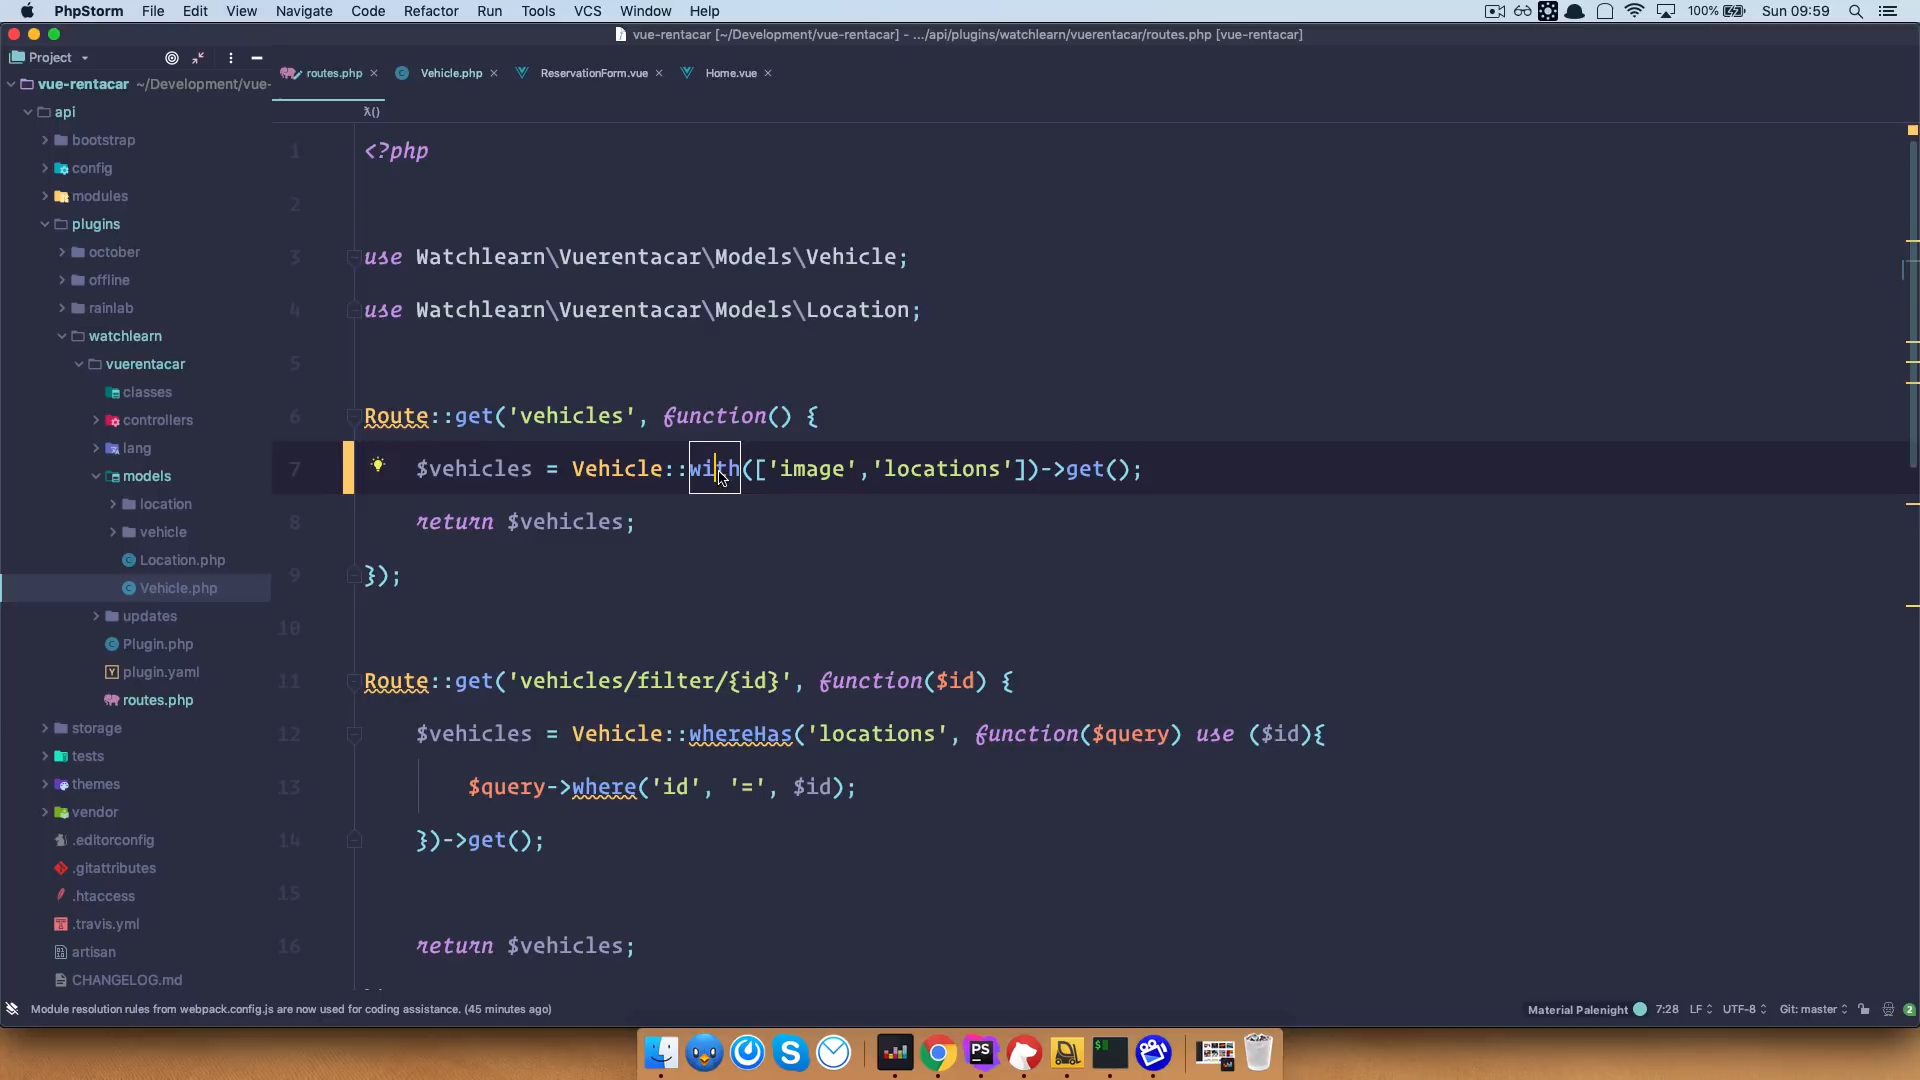 PhpStorm File Edit View Navigate Code Refactor Run Tools VCS Window Help 100% Sun 09:59
vue-rentacar [~/Development/vue-rentacar] - .../api/plugins/watchlearn/vuerentacar/routes.php [vue-rentacar]
Project
routes.php Vehicle.php ReservationForm.vue Home.vue
vue-rentacar ~/Development/vue-
api
bootstrap
config
modules
plugins
october
offline
rainlab
watchlearn
vuerentacar
classes
controllers
lang
models
location
vehicle
Location.php
Vehicle.php
updates
Plugin.php
plugin.yaml
routes.php
storage
tests
themes
vendor
.editorconfig
.gitattributes
.htaccess
.travis.yml
artisan
CHANGELOG.md
λ()
1 <?php
2
3 use Watchlearn\Vuerentacar\Models\Vehicle;
4 use Watchlearn\Vuerentacar\Models\Location;
5
6 Route::get('vehicles', function() {
7 $vehicles = Vehicle::with(['image','locations'])->get();
8 return $vehicles;
9 });
10
11 Route::get('vehicles/filter/{id}', function($id) {
12 $vehicles = Vehicle::whereHas('locations', function($query) use ($id){
13 $query->where('id', '=', $id);
14 })->get();
15
16 return $vehicles;
Module resolution rules from webpack.config.js are now used for coding assistance. (45 minutes ago)
Material Palenight 7:28 LF UTF-8 Git: master 2
PS
$